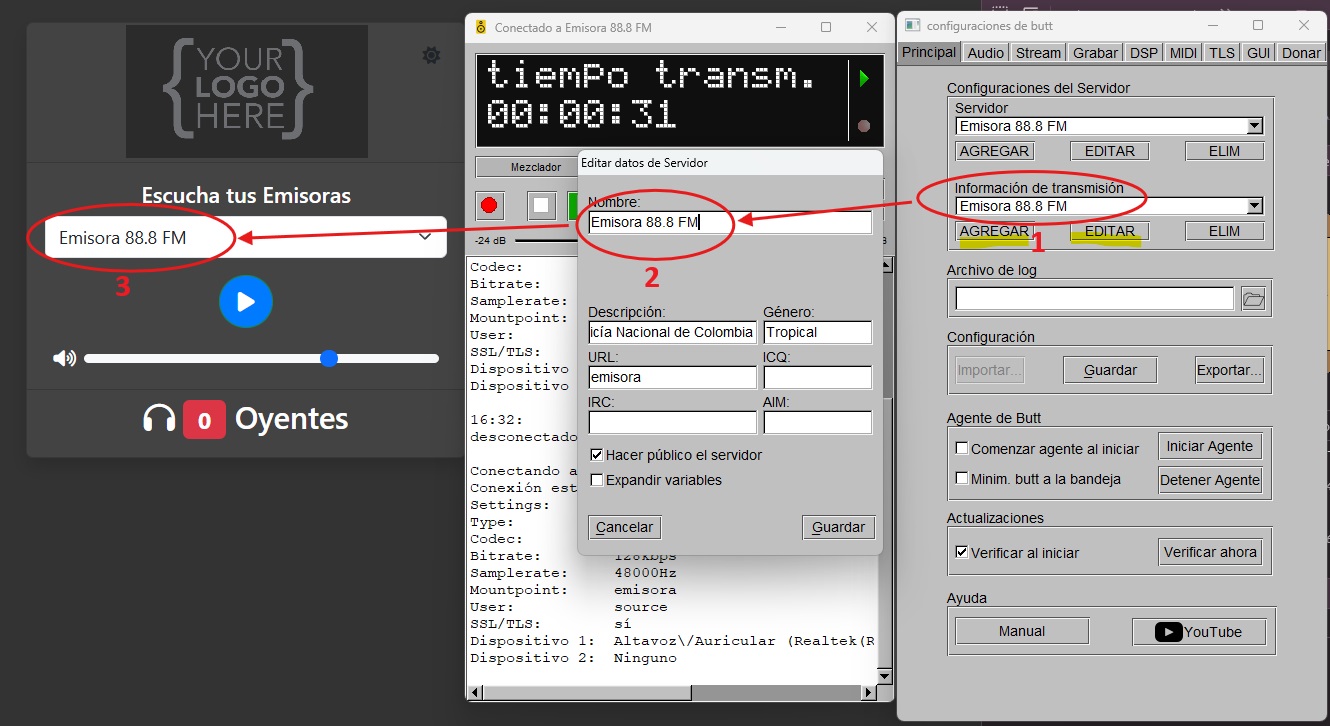 YOUR
LOGO
HERE
Escucha tus Emisoras
Emisora 88.8 FM
3
0 Oyentes
Conectado a Emisora 88.8 FM
tiempo transm.
00:00:31
Mezclador
-24 dB
Codec:
Bitrate:
Samplerate:
Mountpoint:
User:
SSL/TLS:
Dispositivo
Dispositivo
16:32:
desconectado
Conectando a
Conexión est
Settings:
Type:
Codec:
Bitrate: 128kbps
Samplerate: 48000Hz
Mountpoint: emisora
User: source
SSL/TLS: sí
Dispositivo 1: Altavoz\/Auricular (Realtek(R
Dispositivo 2: Ninguno
Editar datos de Servidor
Nombre:
Emisora 88.8 FM
2
Descripción: Género:
icía Nacional de Colombia Tropical
URL: ICQ:
emisora
IRC: AIM:
Hacer público el servidor
Expandir variables
Cancelar Guardar
configuraciones de butt
Principal Audio Stream Grabar DSP MIDI TLS GUI Donar
Configuraciones del Servidor
Servidor
Emisora 88.8 FM
AGREGAR EDITAR ELIM
Información de transmisión
Emisora 88.8 FM
AGREGAR 1 EDITAR ELIM
Archivo de log
Configuración
Importar... Guardar Exportar...
Agente de Butt
Comenzar agente al iniciar Iniciar Agente
Minim. butt a la bandeja Detener Agente
Actualizaciones
Verificar al iniciar Verificar ahora
Ayuda
Manual YouTube